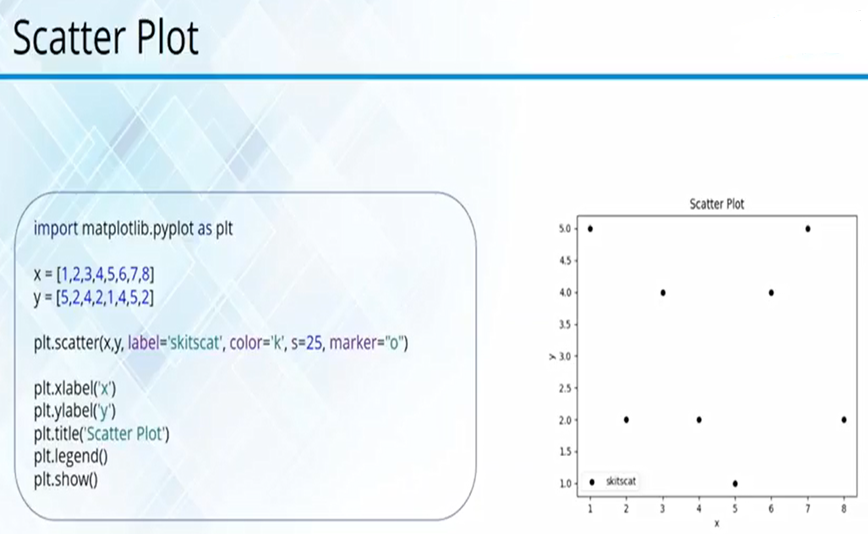 Scatter Plot
import matplotlib.pyplot as plt
x = [1,2,3,4,5,6,7,8]
y = [5,2,4,2,1,4,5,2]
plt.scatter(x,y, label='skitscat', color='k', s=25, marker="o")
plt.xlabel('x')
plt.ylabel('y')
plt.title('Scatter Plot')
plt.legend()
plt.show()
Scatter Plot
5.0
4.5
4.0
3.5
3.0
2.5
2.0
1.5
1.0
y
skitscat
1 2 3 4 5 6 7 8
x